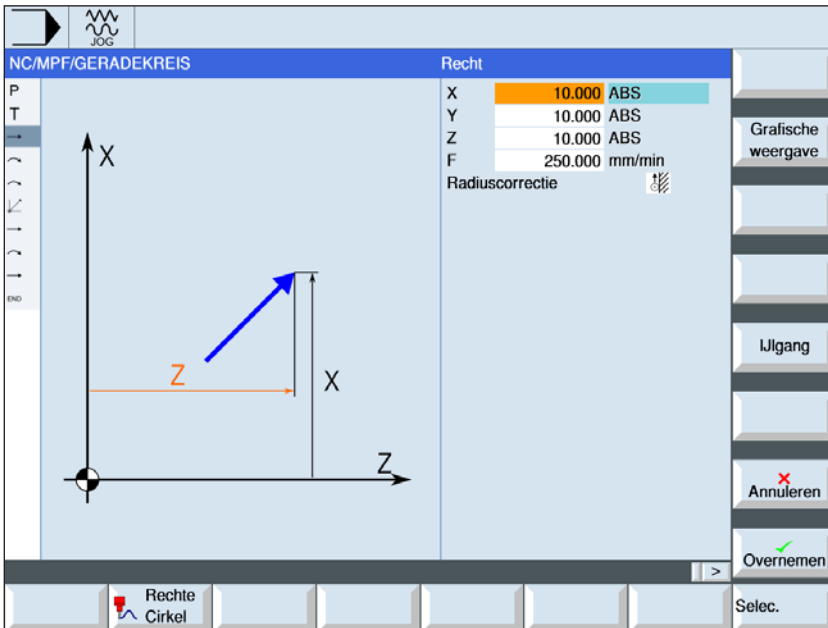 JOG
NC/MPF/GERADEKREIS
Recht
P
T
END
X
Z
X
Z
X 10.000 ABS
Y 10.000 ABS
Z 10.000 ABS
F 250.000 mm/min
Radiuscorrectie
Grafische
weergave
IJlgang
Annuleren
Overnemen
>
Rechte
Cirkel
Selec.